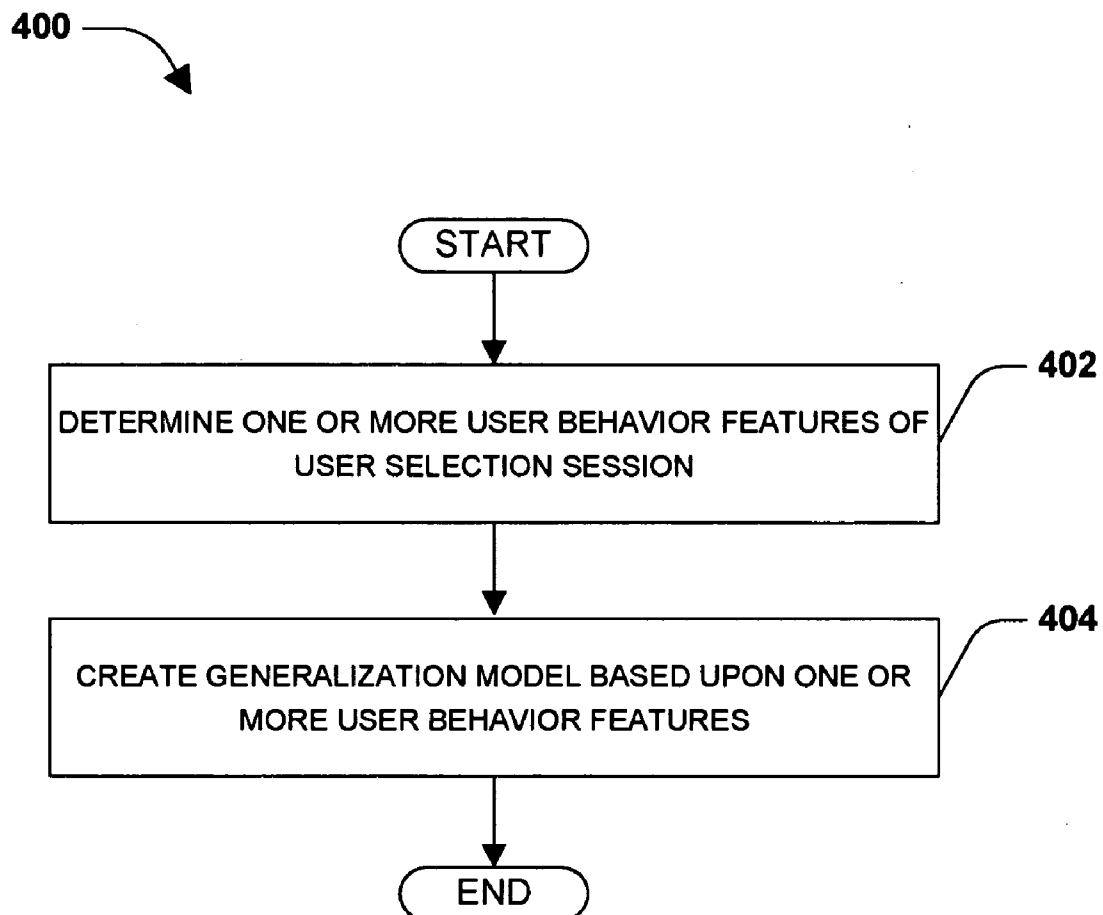 400
START
402
DETERMINE ONE OR MORE USER BEHAVIOR FEATURES OF
USER SELECTION SESSION
404
CREATE GENERALIZATION MODEL BASED UPON ONE OR
MORE USER BEHAVIOR FEATURES
END